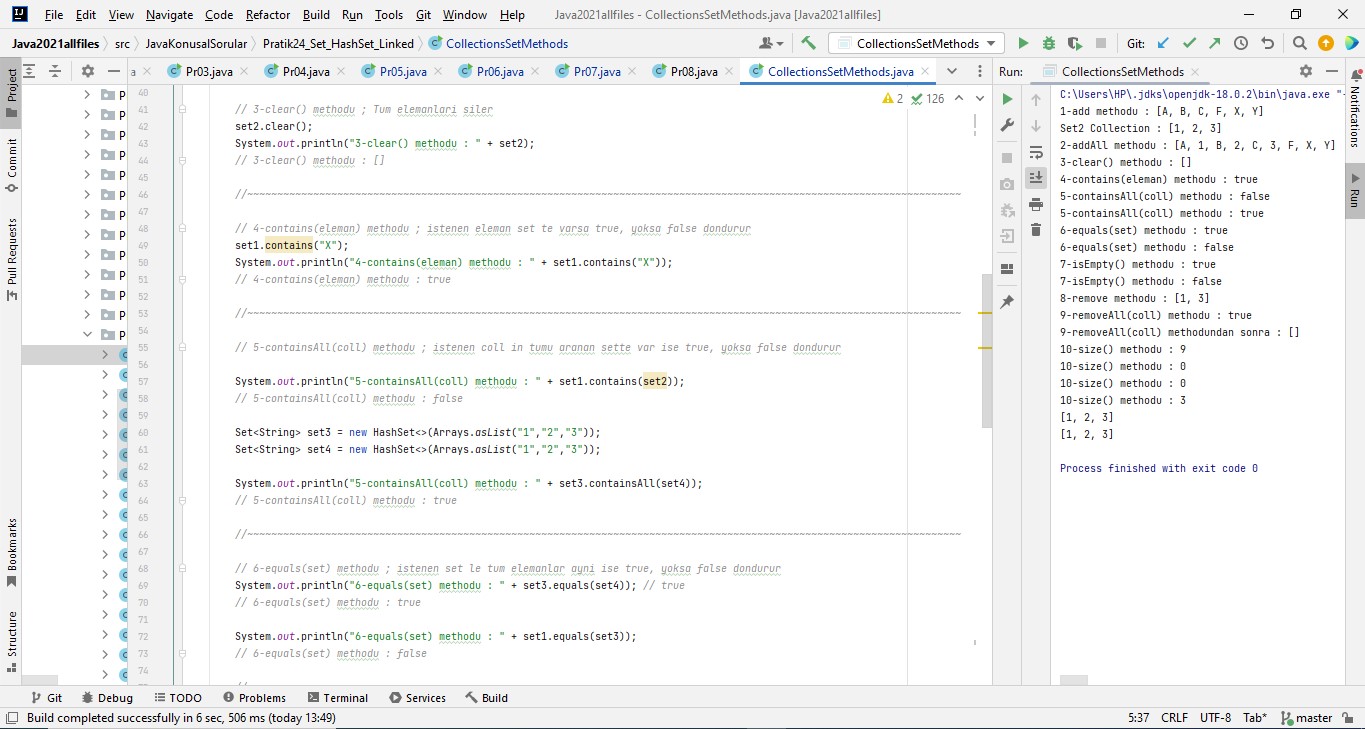 File Edit View Navigate Code Refactor Build Run Tools Git Window Help Java2021allfiles - CollectionsSetMethods.java [Java2021allfiles]
Java2021allfiles src JavaKonusalSorular Pratik24_Set_HashSet_Linked CollectionsSetMethods
CollectionsSetMethods Git:
Project
Commit
Pull Requests
Bookmarks
Structure
a Pr03.java Pr04.java Pr05.java Pr06.java Pr07.java Pr08.java CollectionsSetMethods.java
P
P
P
P
P
P
P
P
P
P
P
P
P
2 126
40
41 // 3-clear() methodu ; Tum elemanlari siler
42 set2.clear();
43 System.out.println("3-clear() methodu : " + set2);
44 // 3-clear() methodu : []
45
46 //~~~~~~~~~~~~~~~~~~~~~~~~~~~~~~~~~~~~~~~~~~~~~~~~~~~~~~~~~~~~~~~~~~~~~~~~~~~~~~~~~~~~~~~~~~~~~~~~~~~~~~~~~~~~~~~~~~~~~~
47
48 // 4-contains(eleman) methodu ; istenen eleman set te varsa true, yoksa false dondurur
49 set1.contains("X");
50 System.out.println("4-contains(eleman) methodu : " + set1.contains("X"));
51 // 4-contains(eleman) methodu : true
52
53 //~~~~~~~~~~~~~~~~~~~~~~~~~~~~~~~~~~~~~~~~~~~~~~~~~~~~~~~~~~~~~~~~~~~~~~~~~~~~~~~~~~~~~~~~~~~~~~~~~~~~~~~~~~~~~~~~~~~~~~
54
55 // 5-containsAll(coll) methodu ; istenen coll in tumu aranan sette var ise true, yoksa false dondurur
56
57 System.out.println("5-containsAll(coll) methodu : " + set1.contains(set2));
58 // 5-containsAll(coll) methodu : false
59
60 Set<String> set3 = new HashSet<>(Arrays.asList("1","2","3"));
61 Set<String> set4 = new HashSet<>(Arrays.asList("1","2","3"));
62
63 System.out.println("5-containsAll(coll) methodu : " + set3.containsAll(set4));
64 // 5-containsAll(coll) methodu : true
65
66 //~~~~~~~~~~~~~~~~~~~~~~~~~~~~~~~~~~~~~~~~~~~~~~~~~~~~~~~~~~~~~~~~~~~~~~~~~~~~~~~~~~~~~~~~~~~~~~~~~~~~~~~~~~~~~~~~~~~~~~
67
68 // 6-equals(set) methodu ; istenen set le tum elemanlar ayni ise true, yoksa false dondurur
69 System.out.println("6-equals(set) methodu : " + set3.equals(set4)); // true
70 // 6-equals(set) methodu : true
71
72 System.out.println("6-equals(set) methodu : " + set1.equals(set3));
73 // 6-equals(set) methodu : false
74
Run: CollectionsSetMethods
C:\Users\HP\.jdks\openjdk-18.0.2\bin\java.exe "
1-add methodu : [A, B, C, F, X, Y]
Set2 Collection : [1, 2, 3]
2-addAll methodu : [A, 1, B, 2, C, 3, F, X, Y]
3-clear() methodu : []
4-contains(eleman) methodu : true
5-containsAll(coll) methodu : false
5-containsAll(coll) methodu : true
6-equals(set) methodu : true
6-equals(set) methodu : false
7-isEmpty() methodu : true
7-isEmpty() methodu : false
8-remove methodu : [1, 3]
9-removeAll(coll) methodu : true
9-removeAll(coll) methodundan sonra : []
10-size() methodu : 9
10-size() methodu : 0
10-size() methodu : 0
10-size() methodu : 3
[1, 2, 3]
[1, 2, 3]
Process finished with exit code 0
Notifications
Run
Git Debug TODO Problems Terminal Services Build
Build completed successfully in 6 sec, 506 ms (today 13:49) 5:37 CRLF UTF-8 Tab* master